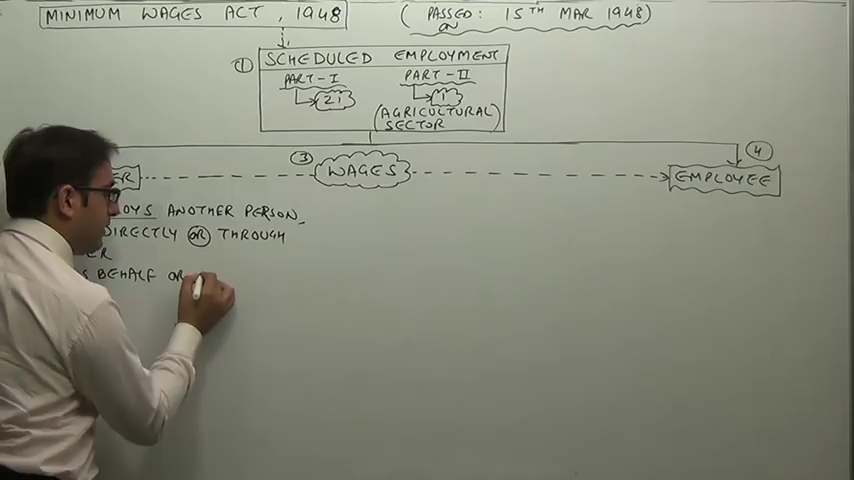 MINIMUM WAGES ACT, 1948 (PASSED: 15TH MAR 1948)
ON
① SCHEDULED EMPLOYMENT
PART-I PART-II
21 1
(AGRICULTURAL SECTOR)
③ WAGES ④ EMPLOYEE
ANOTHER PERSON,
DIRECTLY OR THROUGH
BEHALF OR